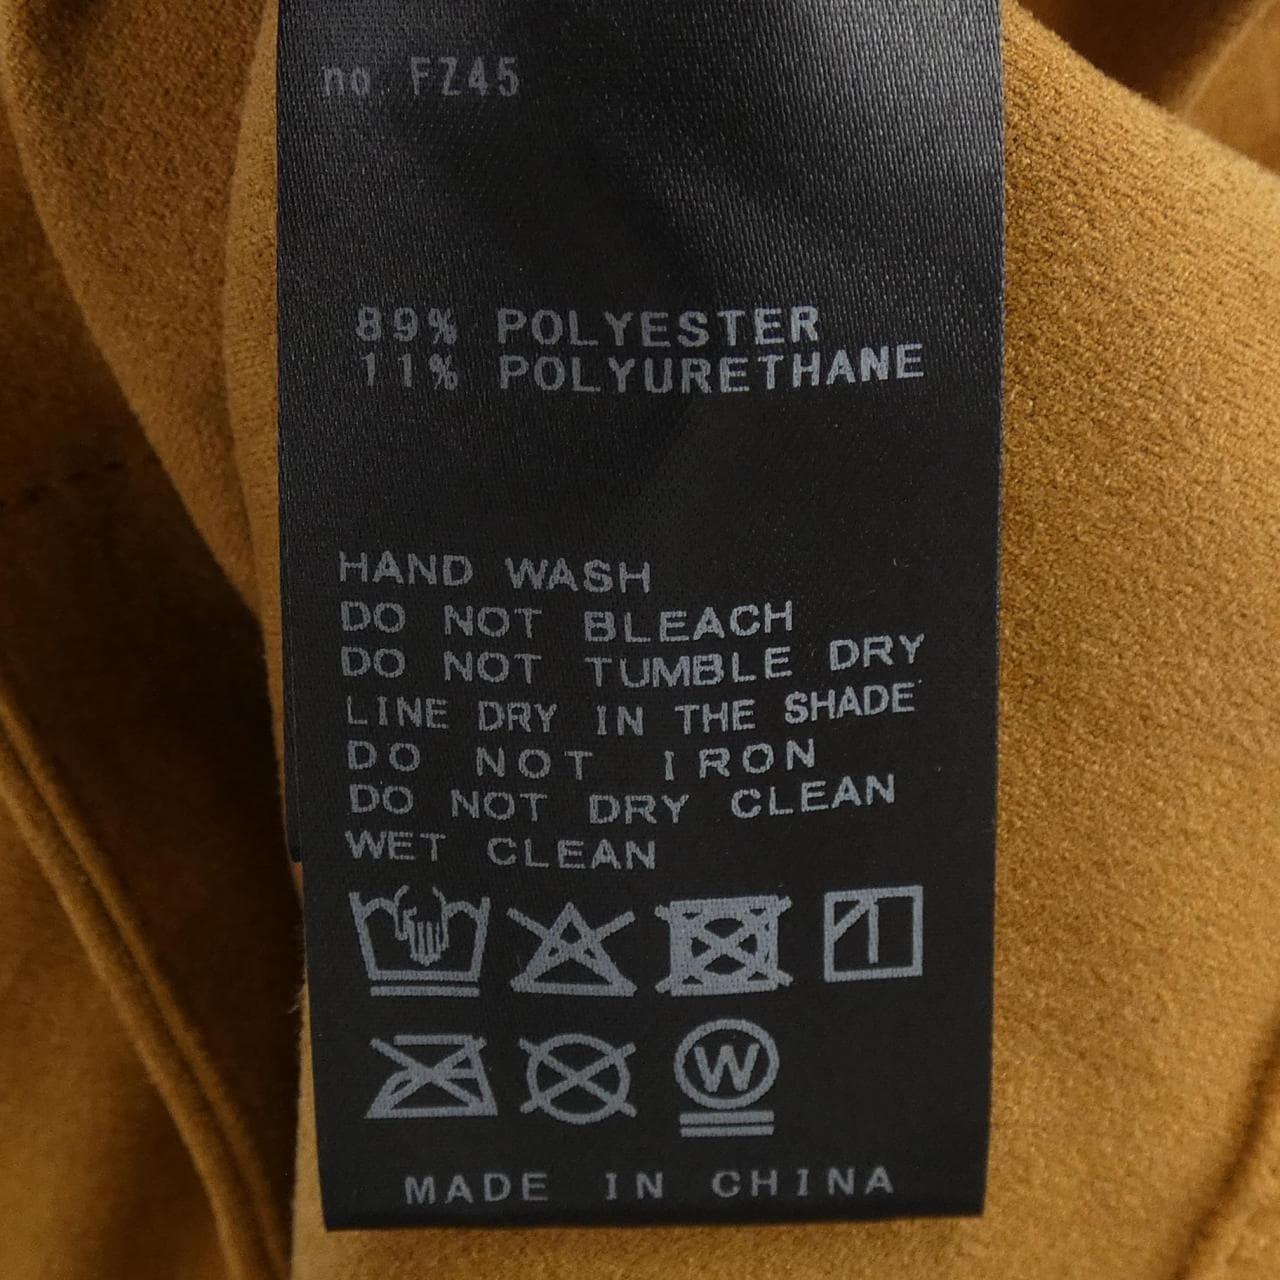 no FZ45
89% POLYESTER
11% POLYURETHANE
HAND WASH
DO NOT BLEACH
DO NOT TUMBLE DRY
LINE DRY IN THE SHADE
DO NOT IRON
DO NOT DRY CLEAN
WET CLEAN
W
MADE IN CHINA